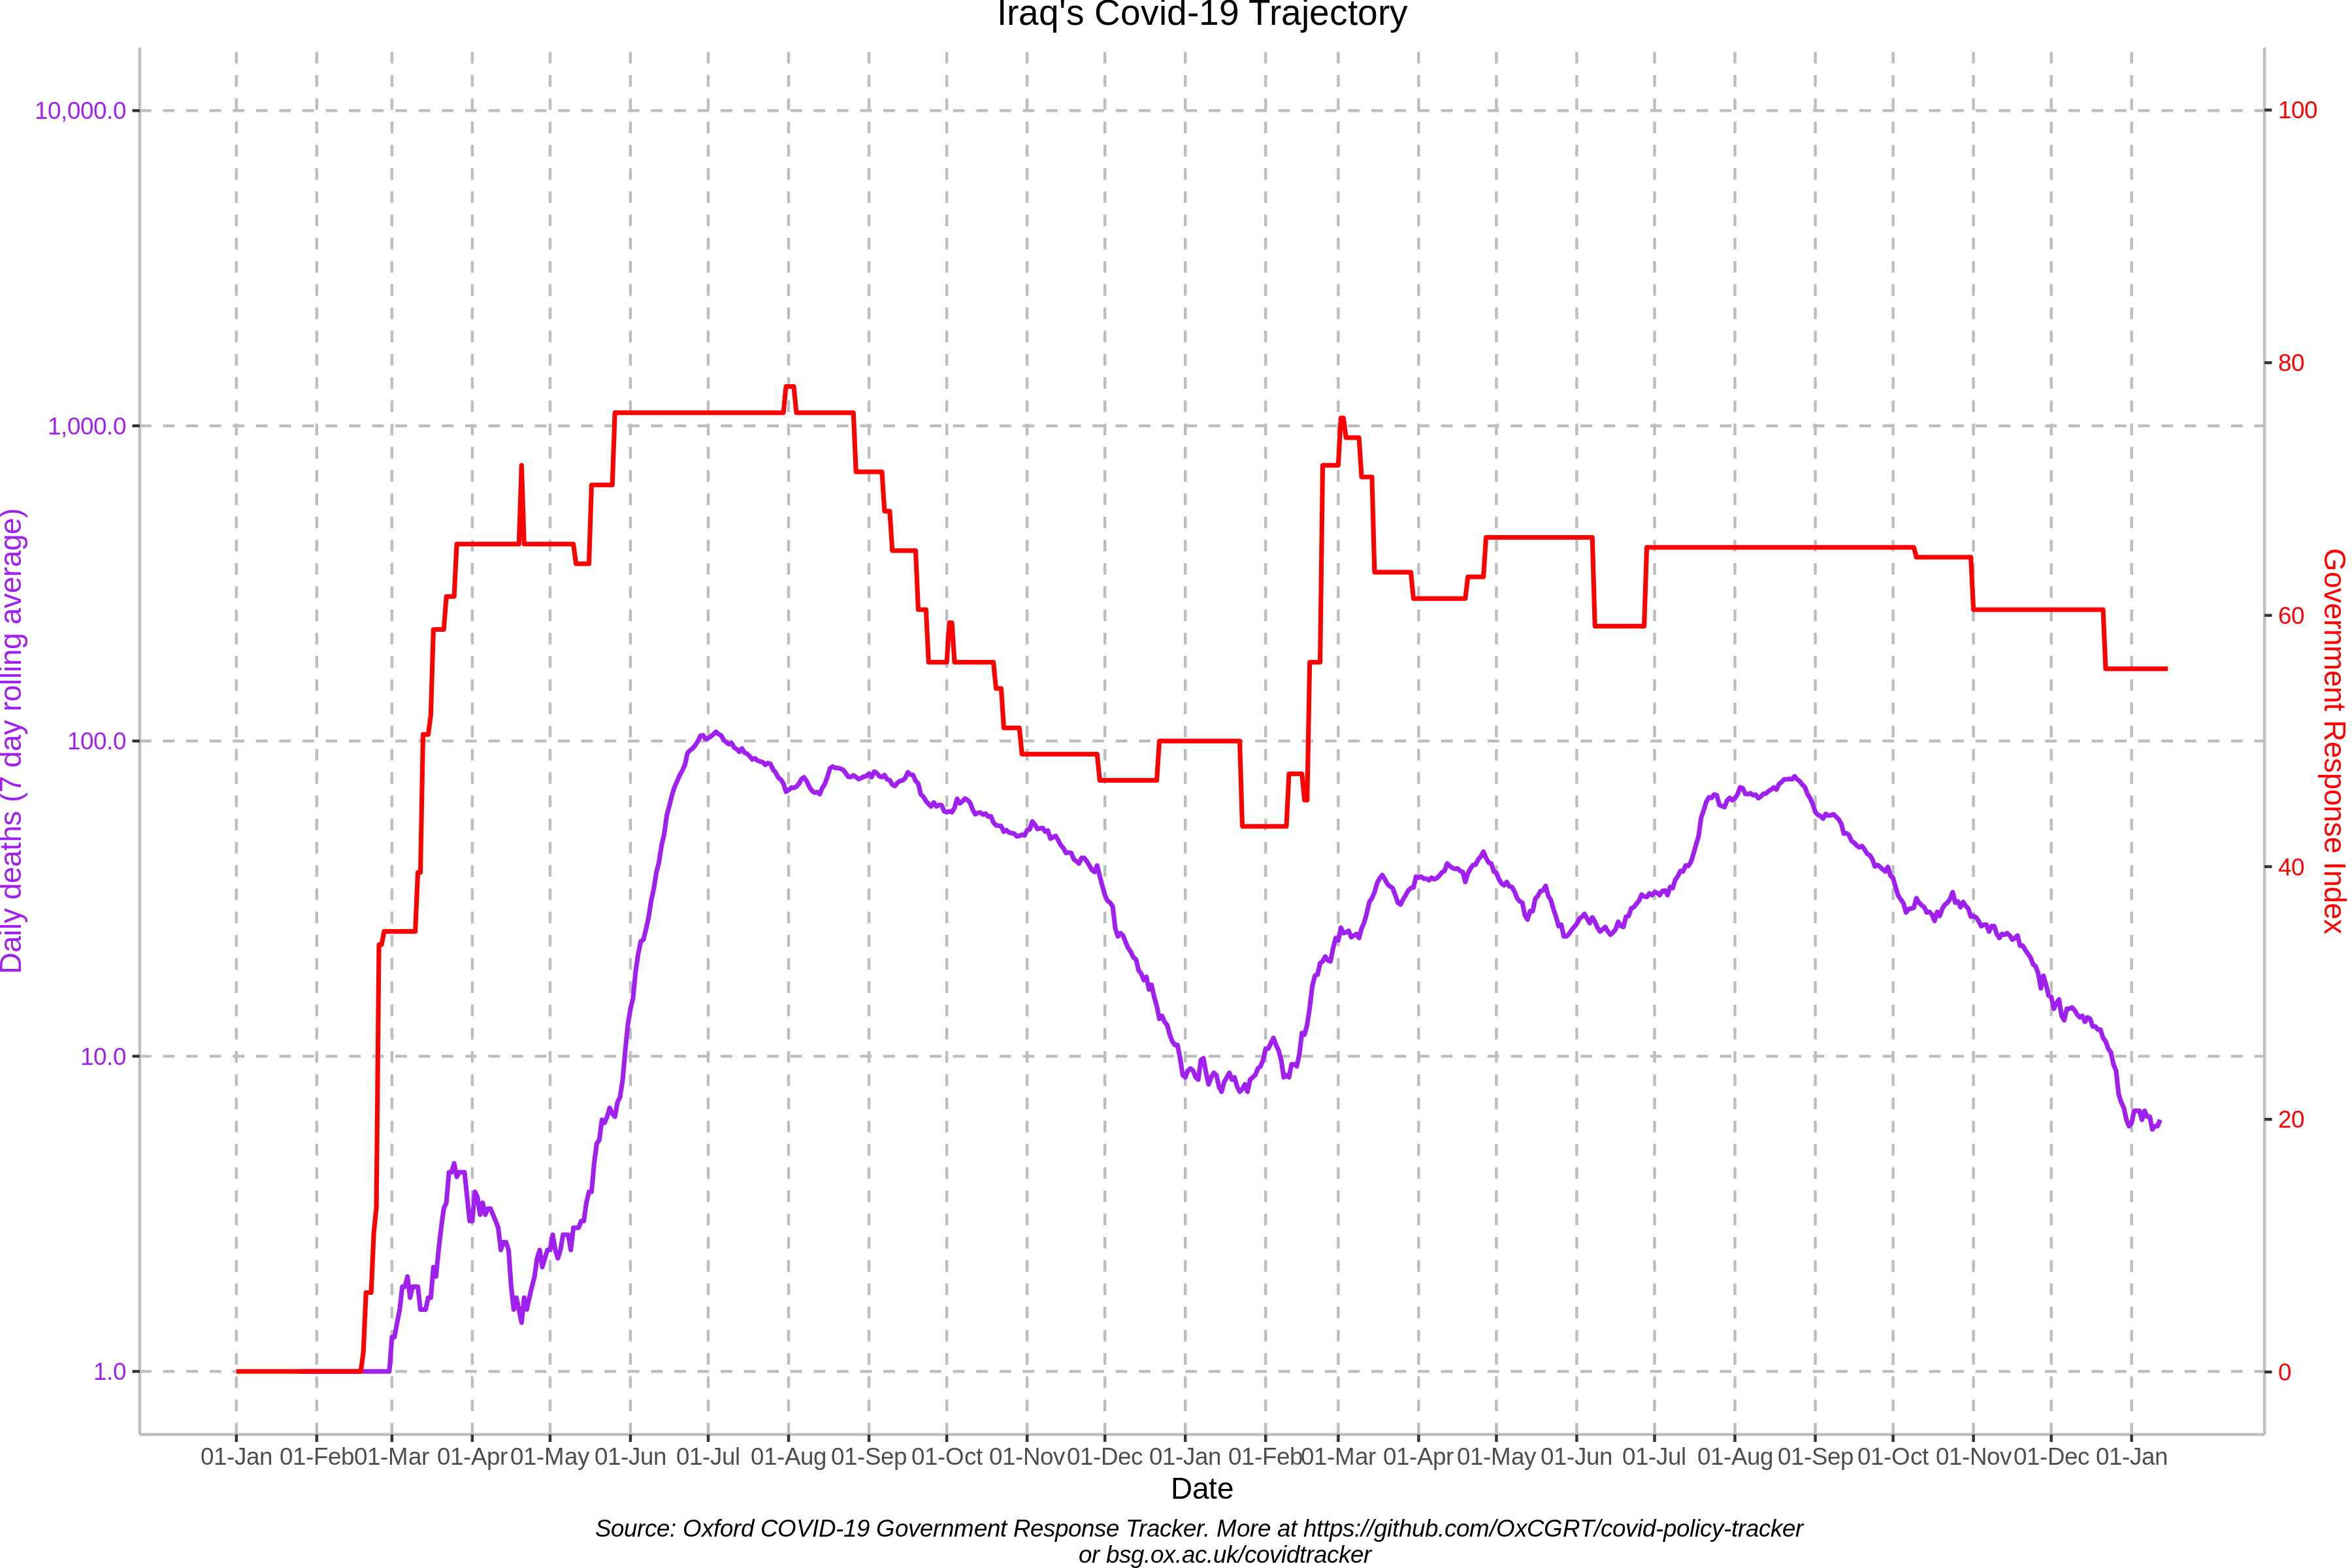 Iraq's Covid-19 Trajectory
10,000.0
1,000.0
100.0
10.0
1.0
Daily deaths (7 day rolling average)
100
80
60
40
20
0
Government Response Index
01-Jan 01-Feb 01-Mar 01-Apr 01-May 01-Jun 01-Jul 01-Aug 01-Sep 01-Oct 01-Nov 01-Dec 01-Jan 01-Feb 01-Mar 01-Apr 01-May 01-Jun 01-Jul 01-Aug 01-Sep 01-Oct 01-Nov 01-Dec 01-Jan
Date
Source: Oxford COVID-19 Government Response Tracker. More at https://github.com/OxCGRT/covid-policy-tracker
or bsg.ox.ac.uk/covidtracker